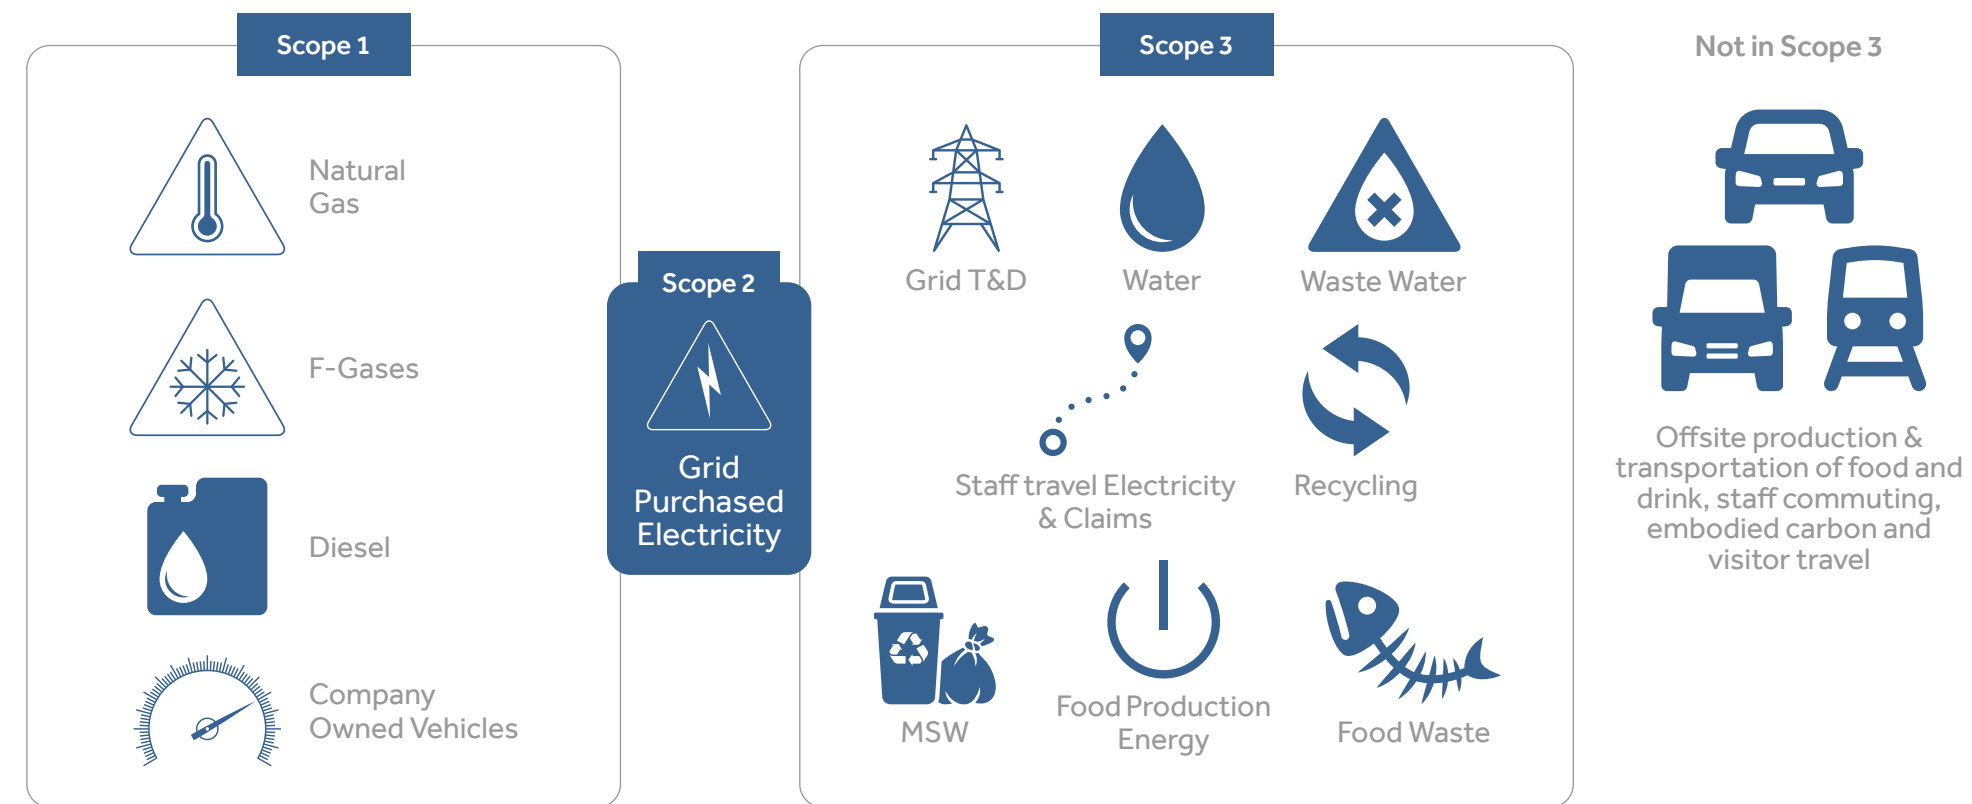 Scope 1
Natural
Gas
F-Gases
Diesel
Company
Owned Vehicles
Scope 2
Grid
Purchased
Electricity
Scope 3
Grid T&D
Water
Waste Water
Staff travel Electricity
& Claims
Recycling
MSW
Food Production
Energy
Food Waste
Not in Scope 3
Offsite production &
transportation of food and
drink, staff commuting,
embodied carbon and
visitor travel